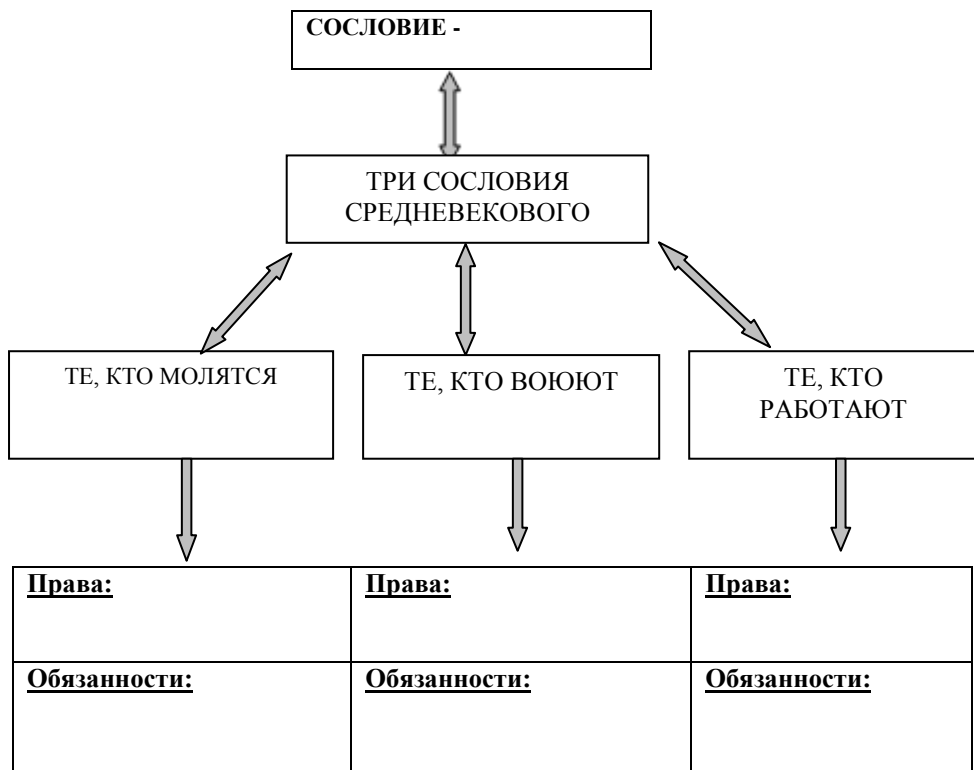 СОСЛОВИЕ -
ТРИ СОСЛОВИЯ
СРЕДНЕВЕКОВОГО
ТЕ, КТО МОЛЯТСЯ
ТЕ, КТО ВОЮЮТ
ТЕ, КТО
РАБОТАЮТ
Права:
Права:
Права:
Обязанности:
Обязанности:
Обязанности: